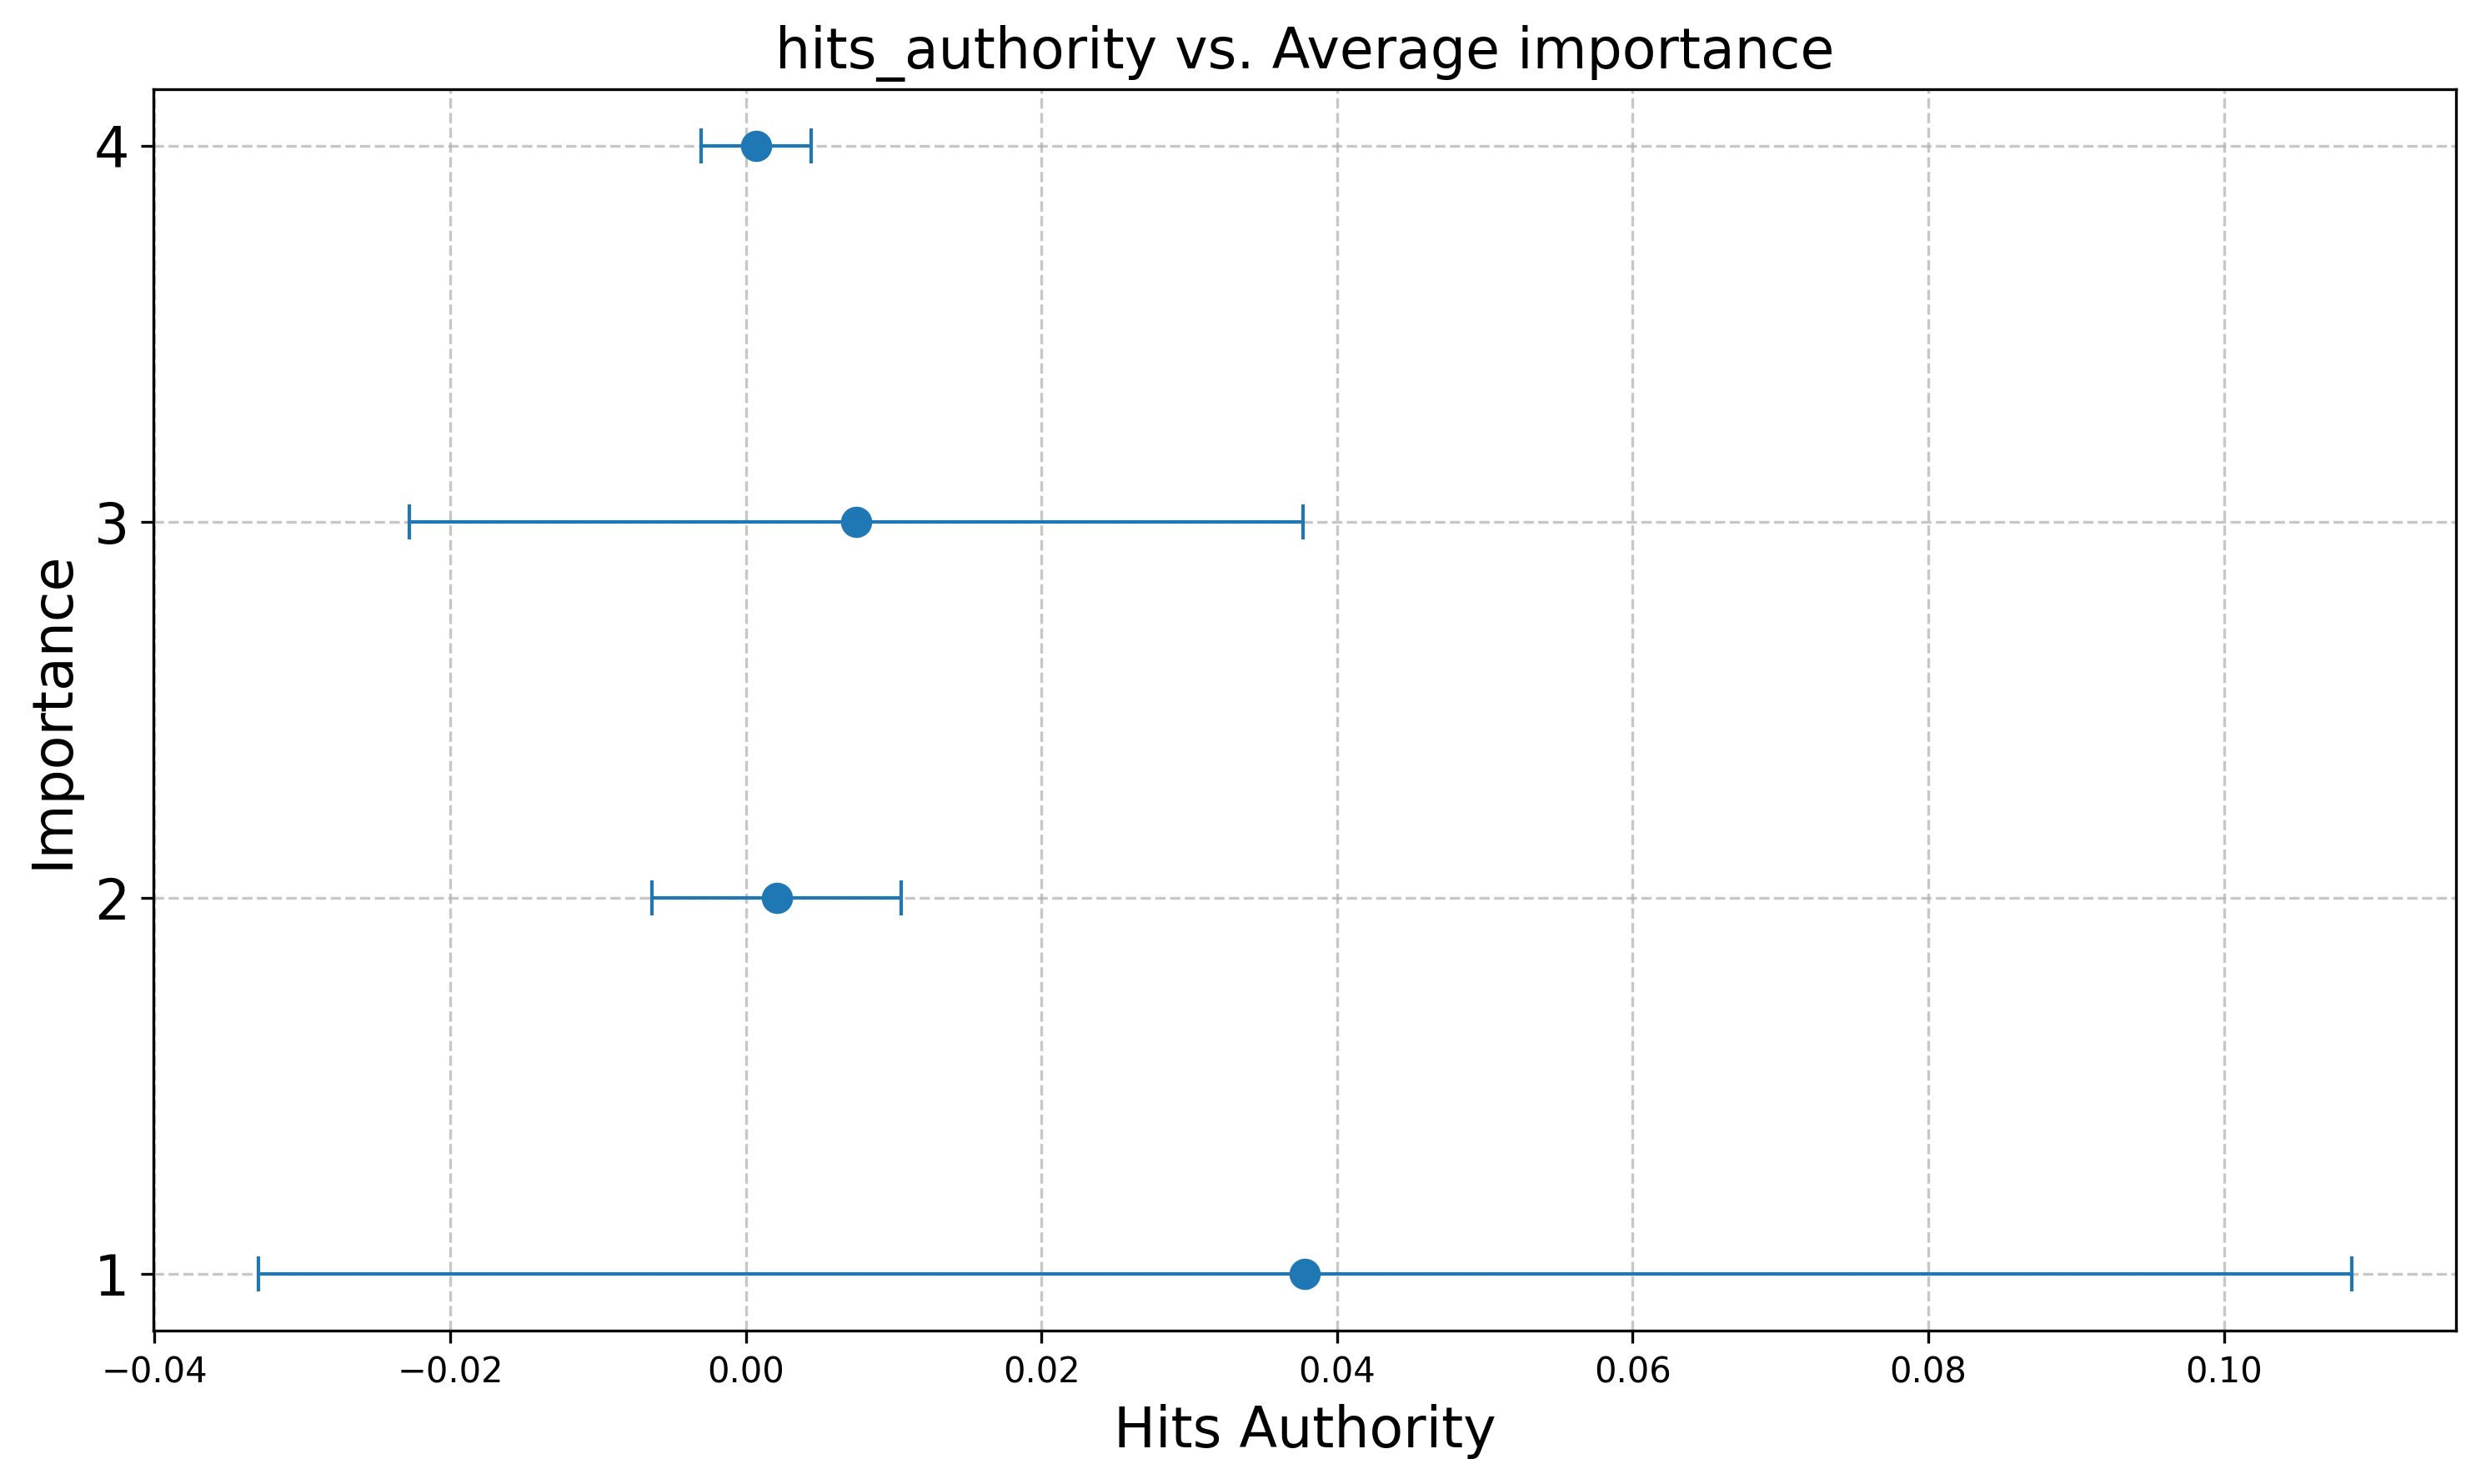 hits_authority vs. Average importance
Importance
4
3
2
1
−0.04 −0.02 0.00 0.02 0.04 0.06 0.08 0.10
Hits Authority